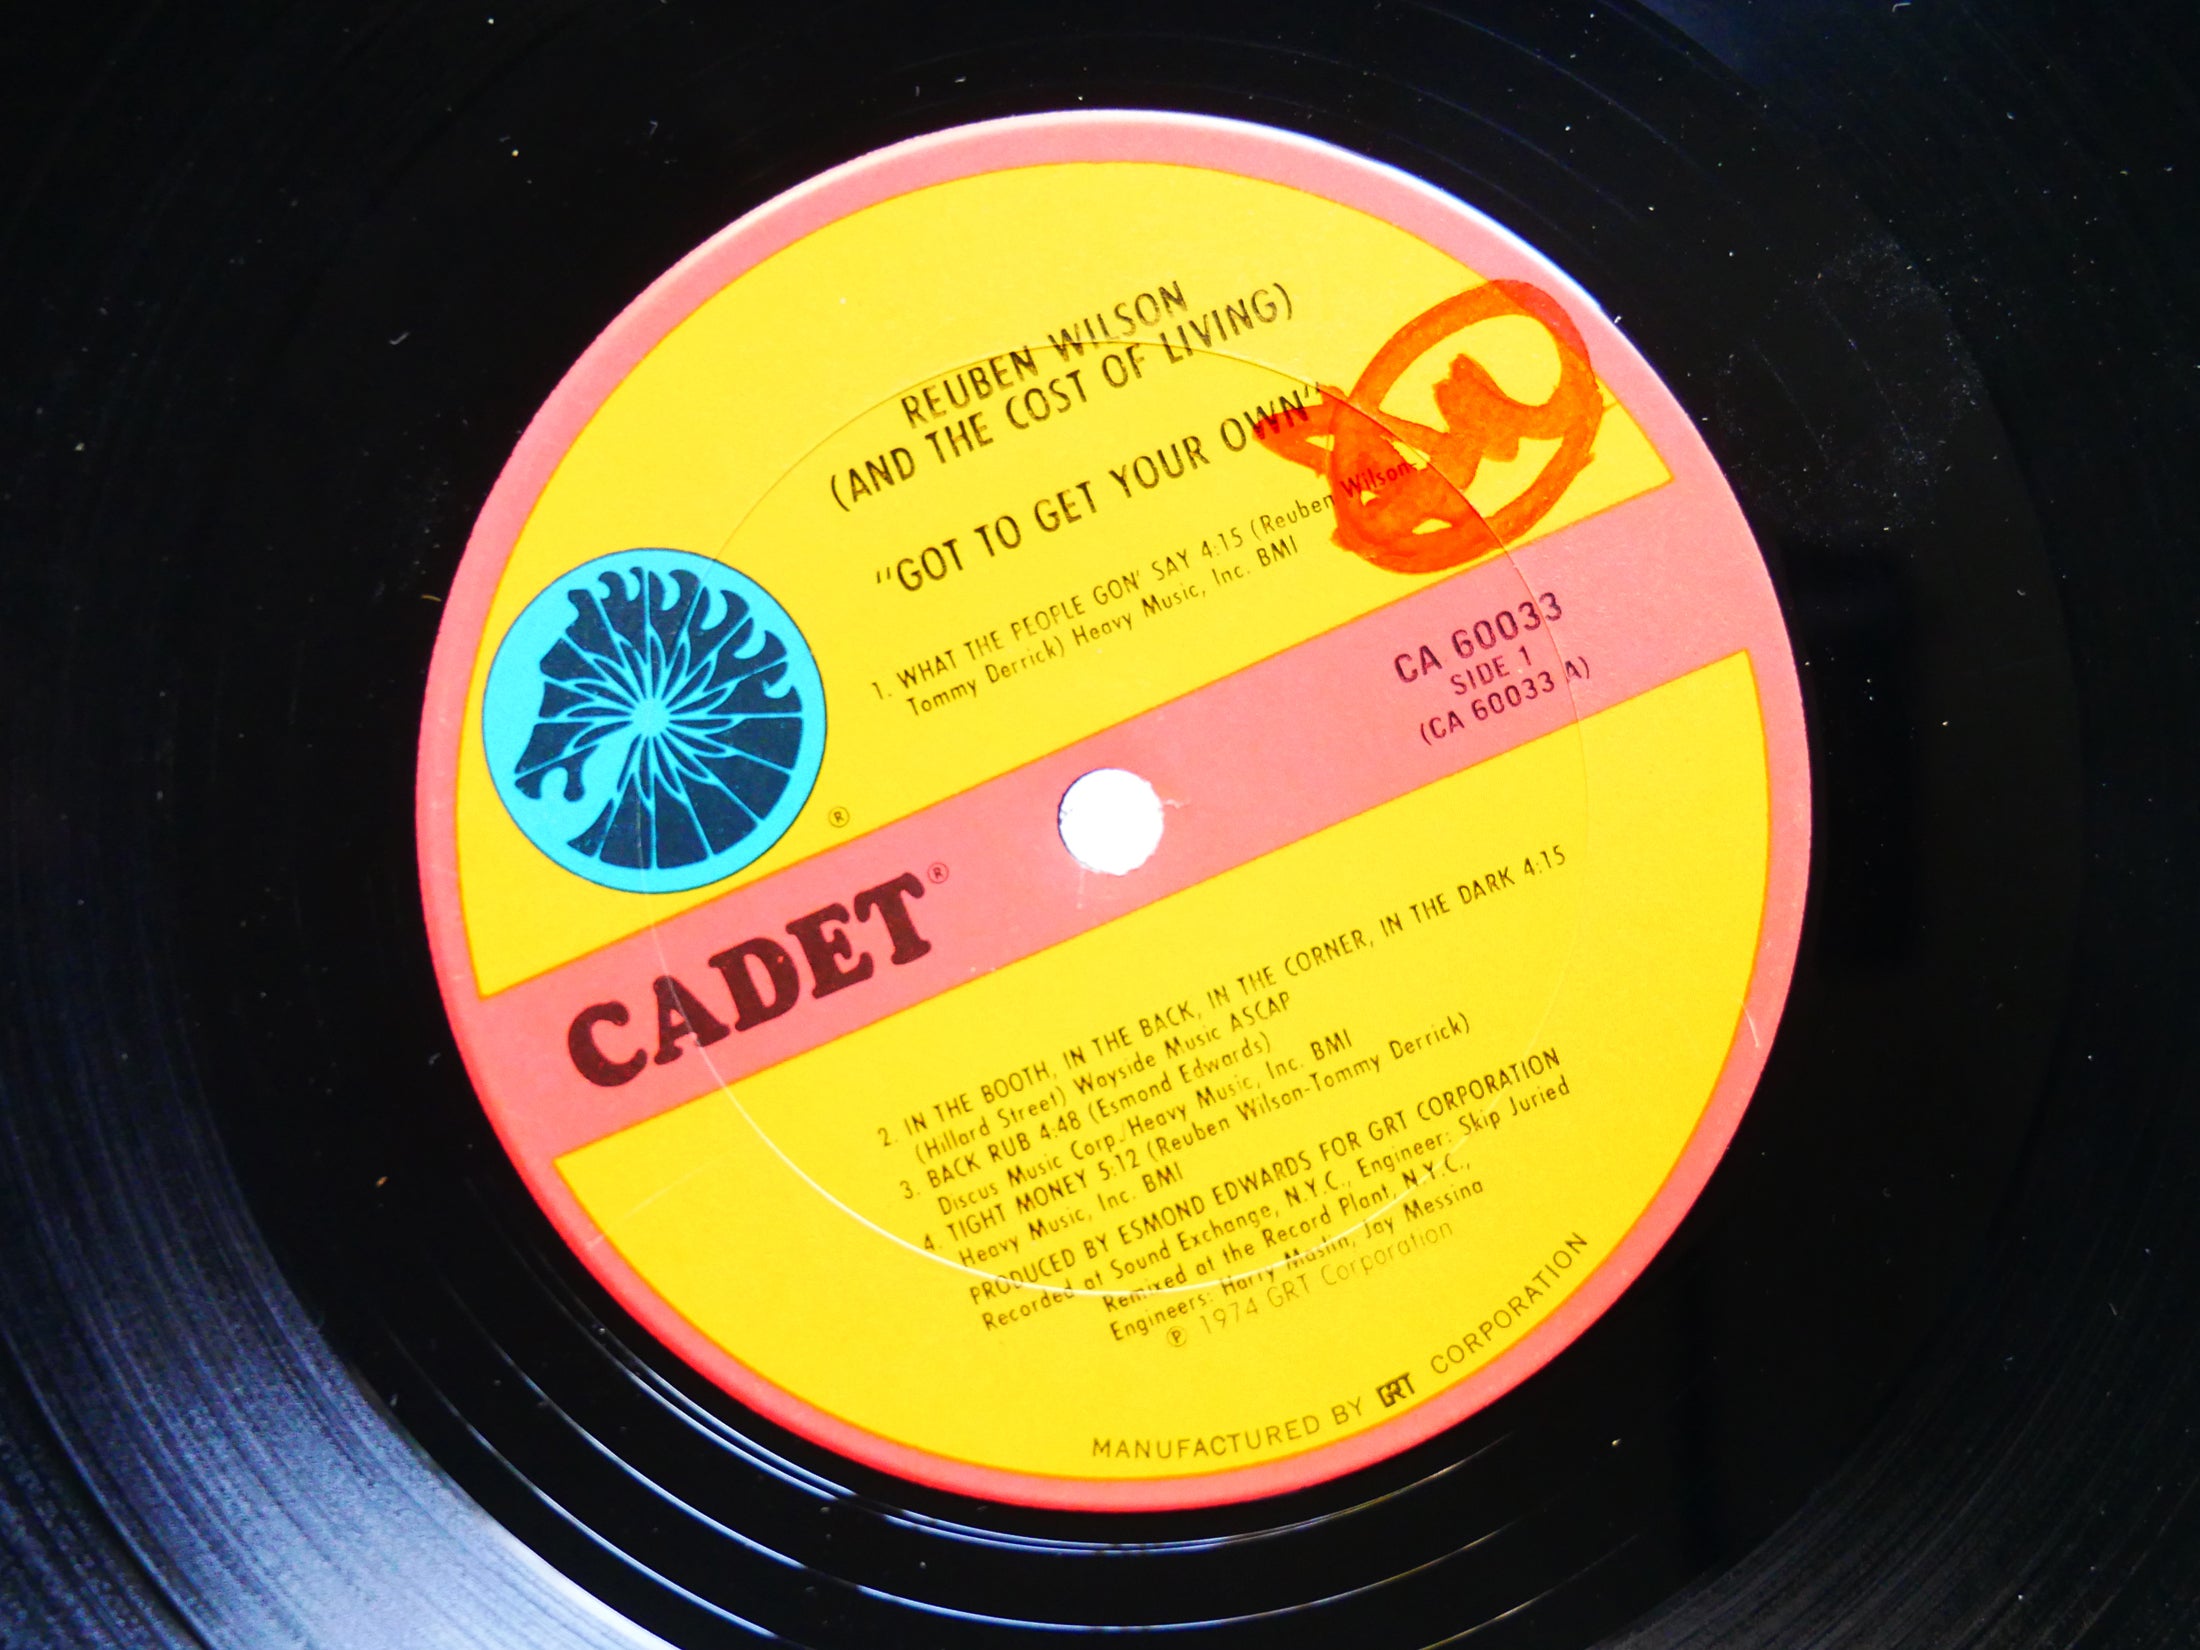 REUBEN WILSON
(AND THE COST OF LIVING)
"GOT TO GET YOUR OWN"
1. WHAT THE PEOPLE GON' SAY 4:15 (Reuben Wilson-
Tommy Derrick) Heavy Music, Inc. BMI
®
CADET®
CA 60033
SIDE 1
(CA 60033 A)
2. IN THE BOOTH, IN THE BACK, IN THE CORNER, IN THE DARK 4:15
(Hillard Street) Wayside Music ASCAP
3. BACK RUB 4:48 (Esmond Edwards)
Discus Music Corp./Heavy Music, Inc. BMI
4. TIGHT MONEY 5:12 (Reuben Wilson-Tommy Derrick)
Heavy Music, Inc. BMI
PRODUCED BY ESMOND EDWARDS FOR GRT CORPORATION
Recorded at Sound Exchange, N.Y.C., Engineer: Skip Juried
Remixed at the Record Plant, N.Y.C.,
Engineers: Harry Maslin, Jay Messina
℗ 1974 GRT Corporation
MANUFACTURED BY GRT CORPORATION